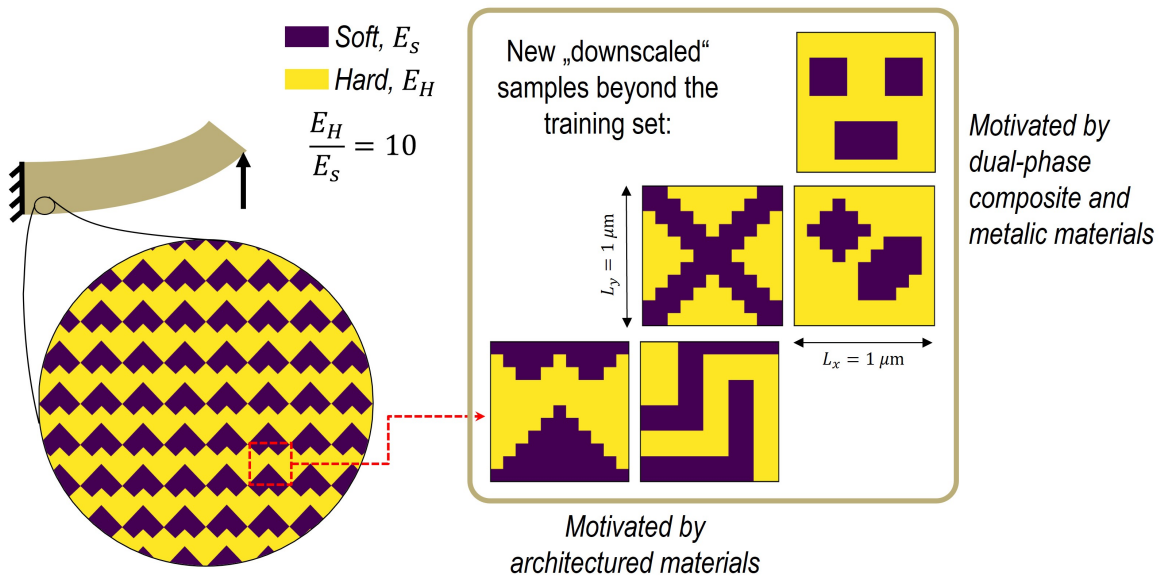 Soft, E_s
Hard, E_H
E_H
E_s
= 10
New „downscaled“
samples beyond the
training set:
L_y = 1 μm
L_x = 1 μm
Motivated by
dual-phase
composite and
metalic materials
Motivated by
architectured materials